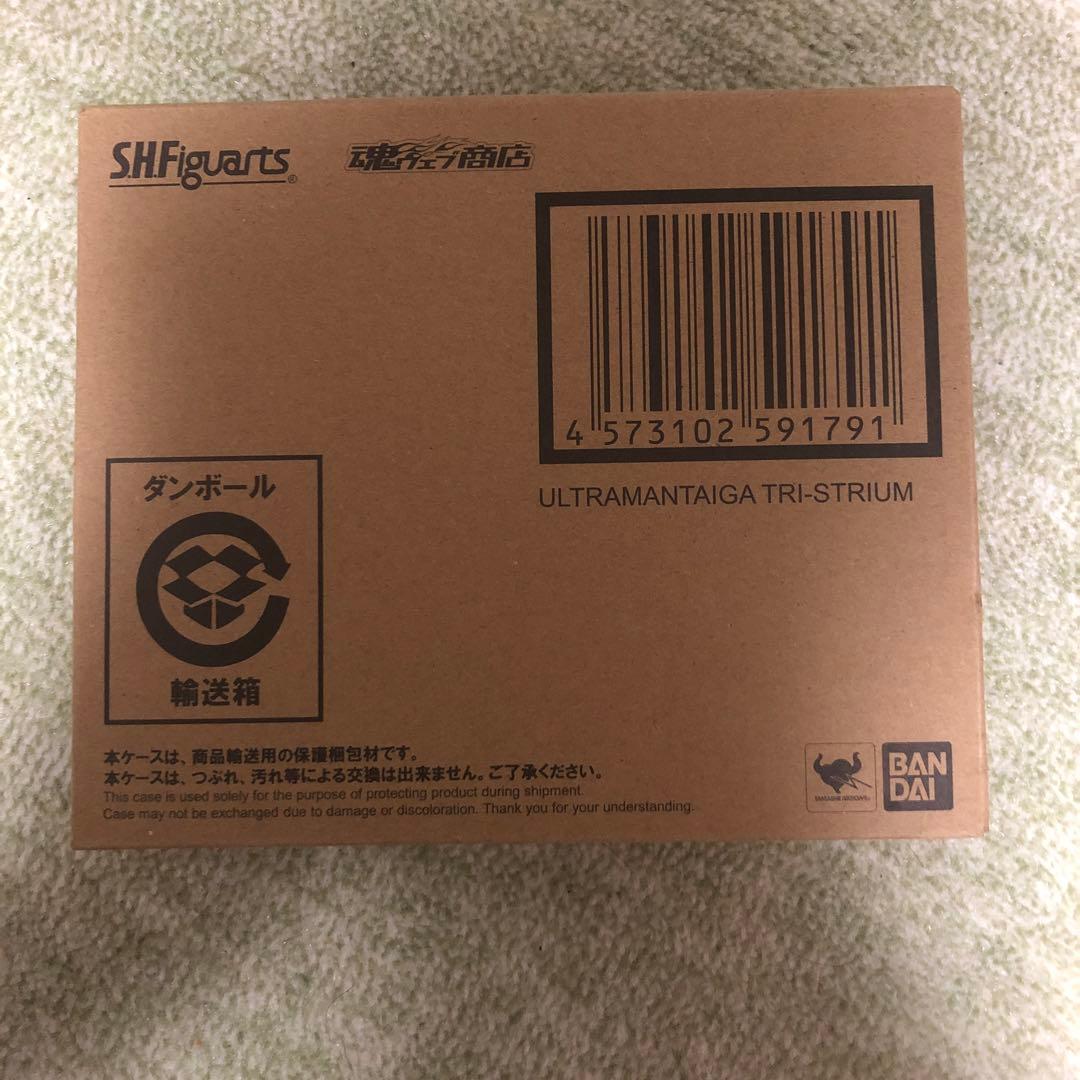 S.H.Figuarts®
魂ウェブ商店
4 573102 591791
ULTRAMANTAIGA TRI-STRIUM
ダンボール
輸送箱
本ケースは、商品輸送用の保護梱包材です。
本ケースは、つぶれ、汚れ等による交換は出来ません。ご了承ください。
This case is used solely for the purpose of protecting product during shipment.
Case may not be exchanged due to damage or discoloration. Thank you for your understanding.
TAMASHII NATIONS
BAN
DAI